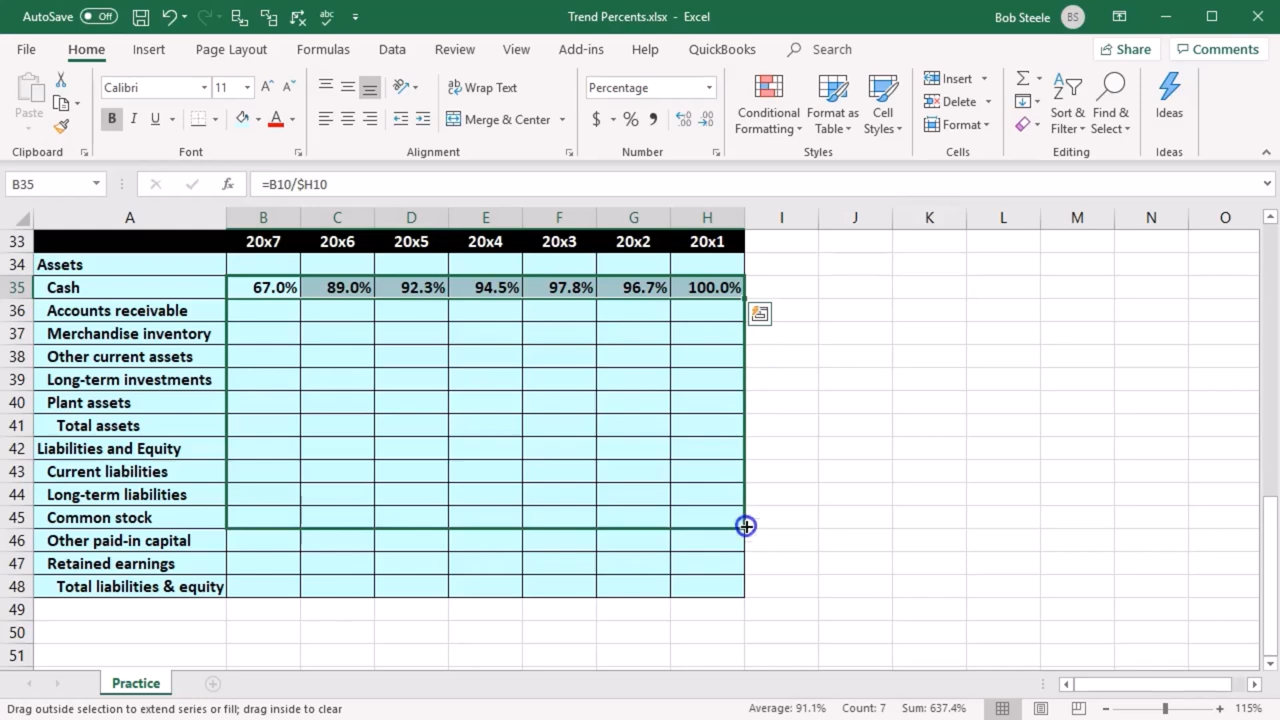 AutoSave Off Trend Percents.xlsx - Excel Bob Steele BS
File Home Insert Page Layout Formulas Data Review View Add-ins Help QuickBooks Search Share Comments
Paste Calibri 11 A A Wrap Text Percentage Conditional Formatting Format as Table Cell Styles Insert Sort & Filter Find & Select Ideas
Delete
B I U A Merge & Center $ % Format
Clipboard Font Alignment Number Styles Cells Editing Ideas
B35 fx =B10/$H10
A B C D E F G H I J K L M N O
33 20x7 20x6 20x5 20x4 20x3 20x2 20x1
34 Assets
35 Cash 67.0% 89.0% 92.3% 94.5% 97.8% 96.7% 100.0%
36 Accounts receivable
37 Merchandise inventory
38 Other current assets
39 Long-term investments
40 Plant assets
41 Total assets
42 Liabilities and Equity
43 Current liabilities
44 Long-term liabilities
45 Common stock
46 Other paid-in capital
47 Retained earnings
48 Total liabilities & equity
49
50
51
Practice
Drag outside selection to extend series or fill; drag inside to clear Average: 91.1% Count: 7 Sum: 637.4% 115%